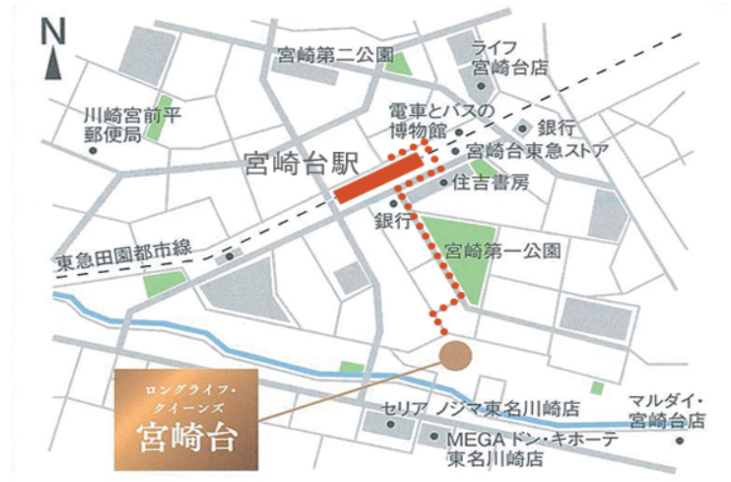 N
宮崎第二公園
ライフ
宮崎台店
川崎宮前平
郵便局
電車とバスの
博物館
銀行
宮崎台東急ストア
宮崎台駅
住吉書房
銀行
宮崎第一公園
東急田園都市線
ロングライフ・
クイーンズ
宮崎台
セリア ノジマ東名川崎店
マルダイ・
宮崎台店
MEGAドン・キホーテ
東名川崎店